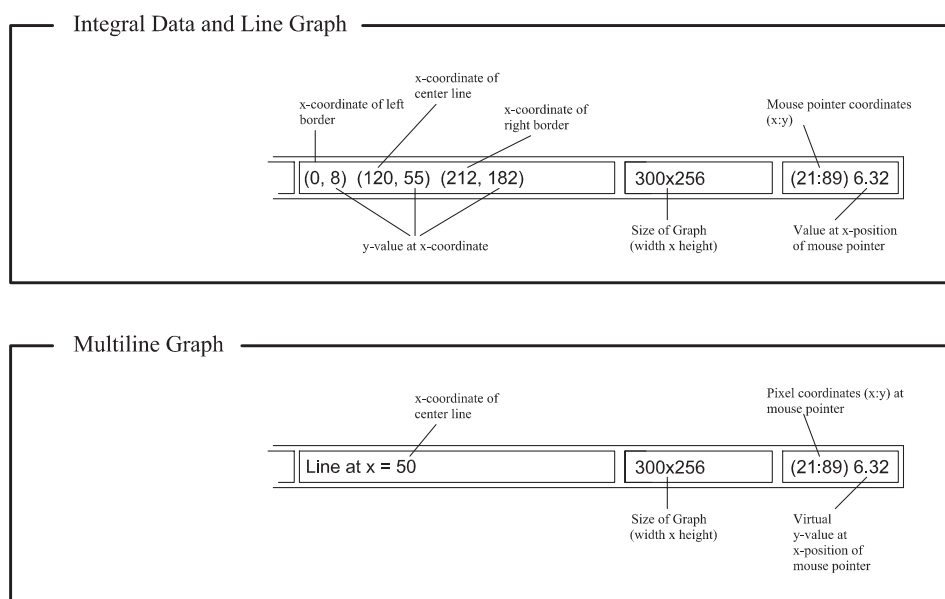 Integral Data and Line Graph
x-coordinate of
center line
x-coordinate of left
border
x-coordinate of
right border
Mouse pointer coordinates
(x:y)
(0, 8) (120, 55) (212, 182)
300x256
(21:89) 6.32
y-value at x-coordinate
Size of Graph
(width x height)
Value at x-position
of mouse pointer
Multiline Graph
x-coordinate of
center line
Pixel coordinates (x:y) at
mouse pointer
Line at x = 50
300x256
(21:89) 6.32
Size of Graph
(width x height)
Virtual
y-value at
x-position of
mouse pointer